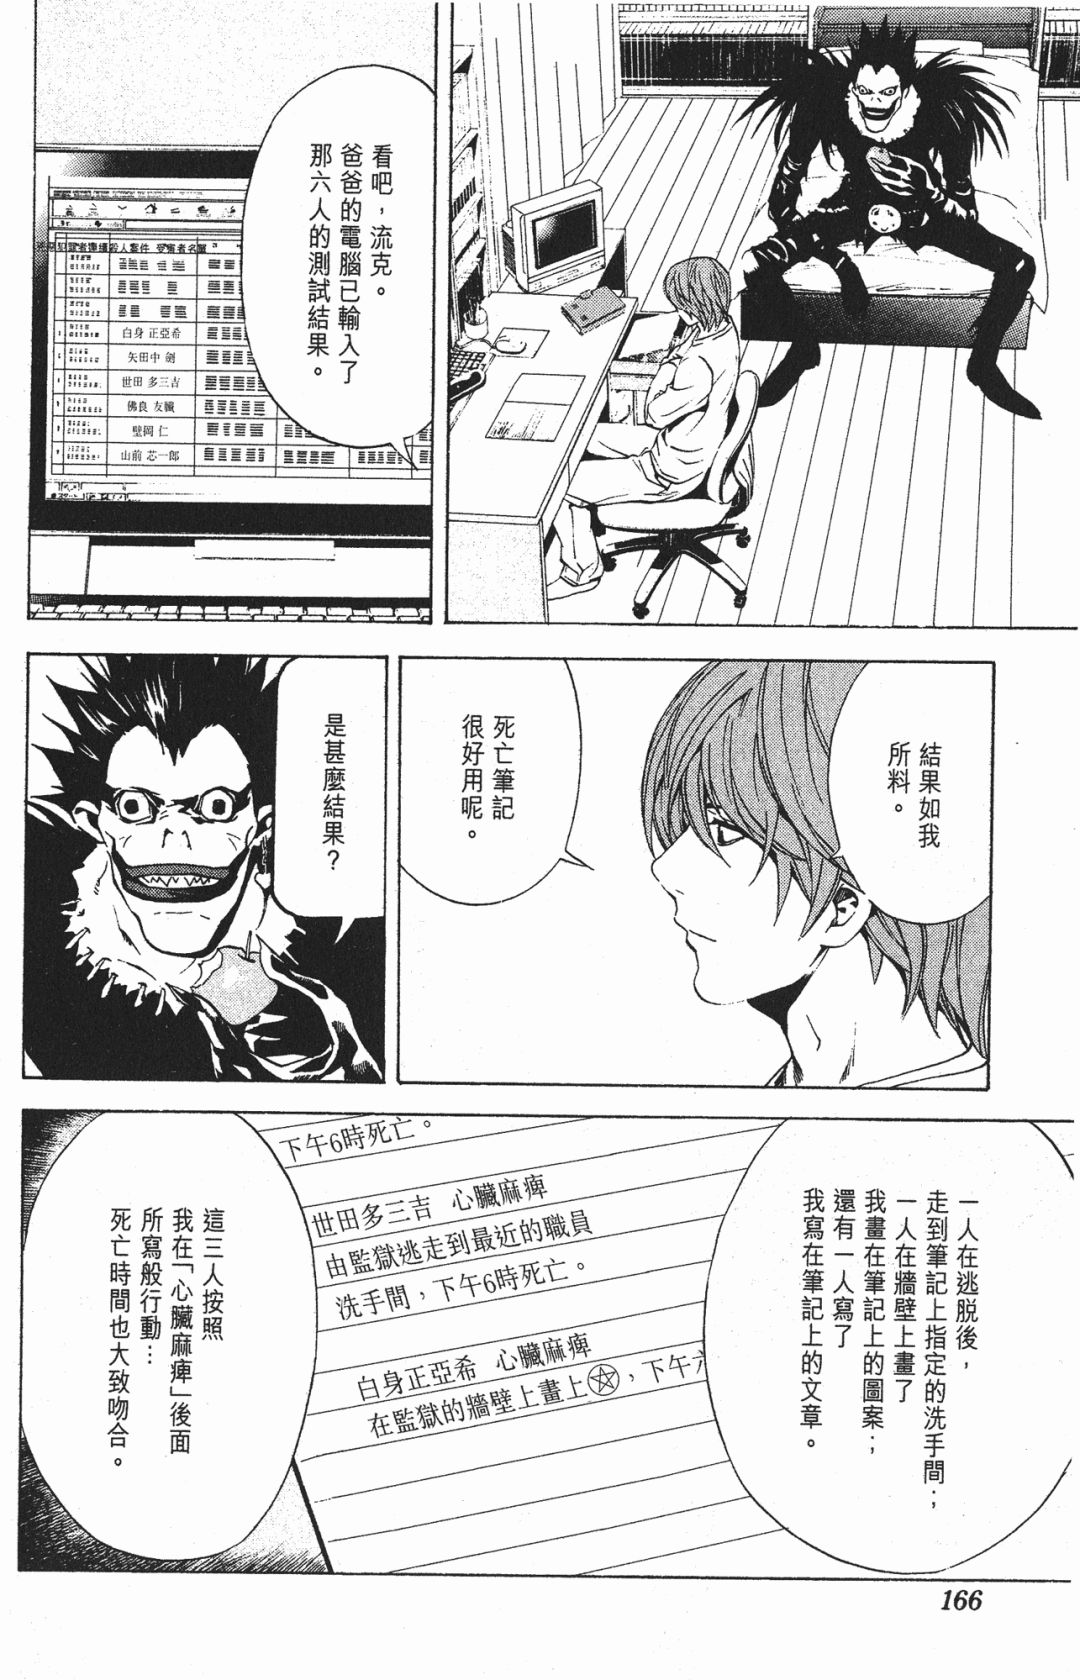 看吧，流克。
爸爸的電腦已輸入了
那六人的測試結果。
白身 正亞希
矢田中 劍
世田 多三吉
佛良 友職
壁岡 仁
山前 芯一郎
結果如我
所料。
死亡筆記
很好用呢。
是甚麼結果？
一人在逃脫後，
走到筆記上指定的洗手間；
一人在牆壁上畫了
我畫在筆記上的圖案；
還有一人寫了
我寫在筆記上的文章。
下午6時死亡。
世田多三吉 心臟麻痺
由監獄逃走到最近的職員
洗手間，下午6時死亡。
白身正亞希 心臟麻痺
在監獄的牆壁上畫上，下午六
這三人按照
我在「心臟麻痺」後面
所寫般行動…
死亡時間也大致吻合。
166